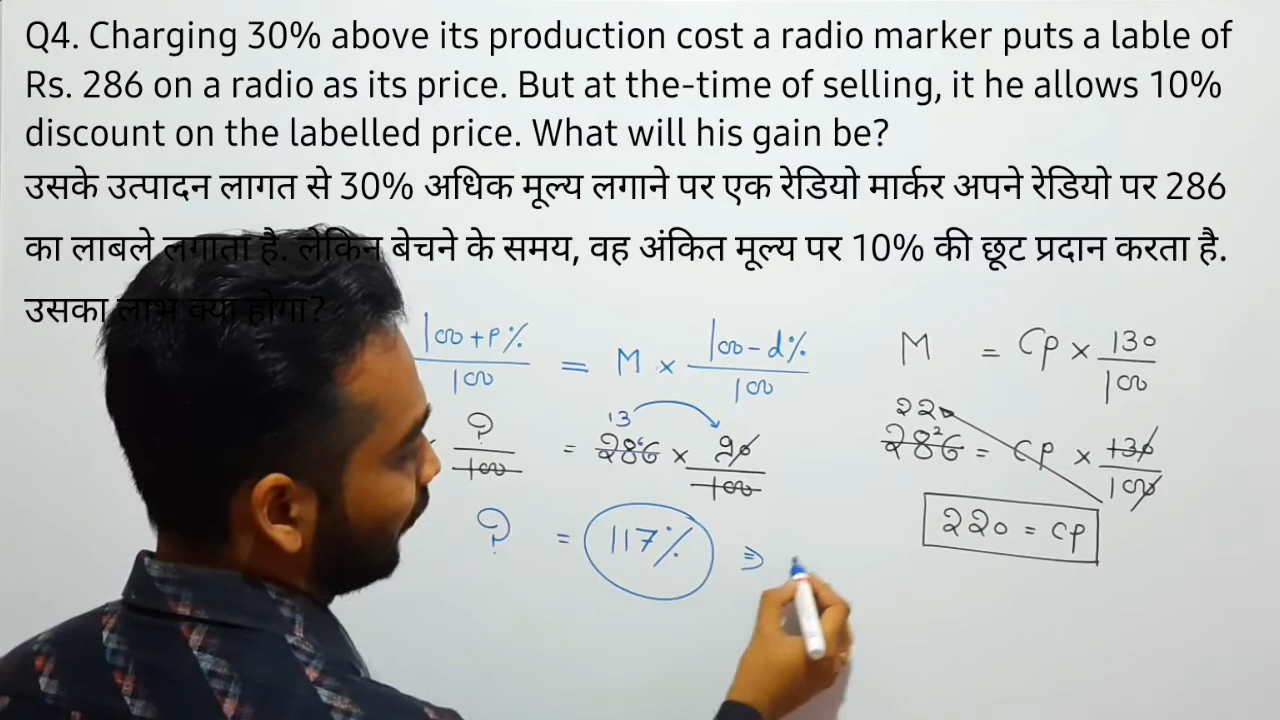 Q4. Charging 30% above its production cost a radio marker puts a lable of
Rs. 286 on a radio as its price. But at the-time of selling, it he allows 10%
discount on the labelled price. What will his gain be?
उसके उत्पादन लागत से 30% अधिक मूल्य लगाने पर एक रेडियो मार्कर अपने रेडियो पर 286
का लाबले लगाता है. लेकिन बेचने के समय, वह अंकित मूल्य पर 10% की छूट प्रदान करता है.
उसका लाभ क्या होगा?
100+P% / 100 = M × 100-d% / 100
? / 100 = 286 × 90 / 100
13
? = 117% ⇒
M = CP × 130 / 100
220
286 = CP × 130 / 100
220 = CP